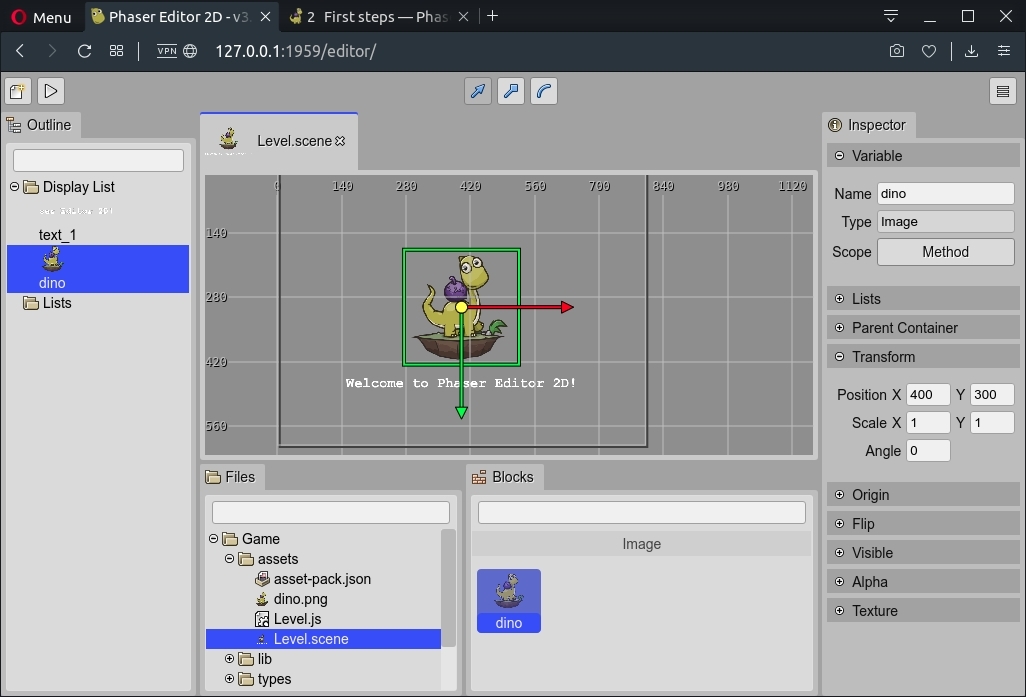 Menu
Phaser Editor 2D - v3.
2 First steps — Phas
VPN
127.0.0.1:1959/editor/
Outline
Display List
text_1
dino
Lists
Level.scene
0 140 280 420 560 700 840 980 1120
140
280
420
560
Welcome to Phaser Editor 2D!
Files
Game
assets
asset-pack.json
dino.png
Level.js
Level.scene
lib
types
Blocks
Image
dino
Inspector
Variable
Name dino
Type Image
Scope Method
Lists
Parent Container
Transform
Position X 400 Y 300
Scale X 1 Y 1
Angle 0
Origin
Flip
Visible
Alpha
Texture